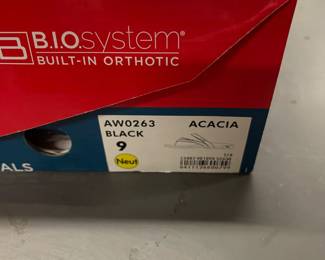 B.I.O.system®
BUILT-IN ORTHOTIC
AW0263 ACACIA
BLACK
9
Neut
ALS